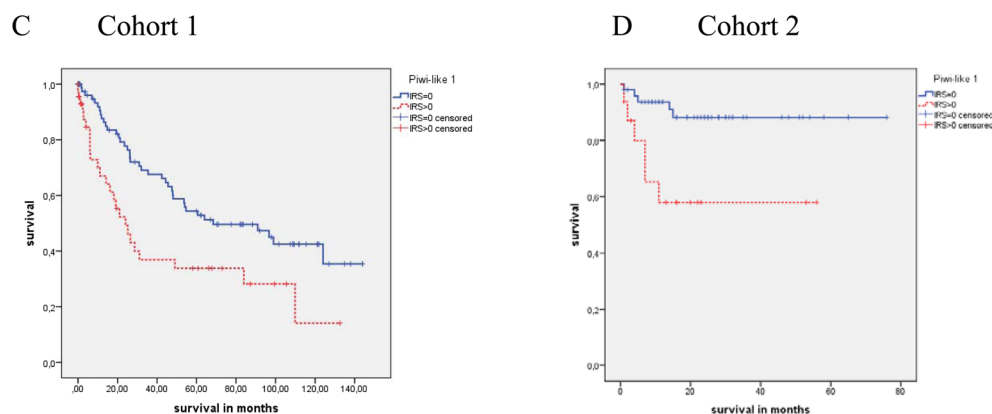 C Cohort 1
Piwi-like 1
IRS=0
IRS>0
IRS=0 censored
IRS>0 censored
1,0
0,8
0,6
0,4
0,2
0,0
survival
,00 20,00 40,00 60,00 80,00 100,00 120,00 140,00
survival in months
D Cohort 2
Piwi-like 1
IRS=0
IRS>0
IRS=0 censored
IRS>0 censored
1,0
0,8
0,6
0,4
0,2
0,0
survival
0 20 40 60 80
survival in months